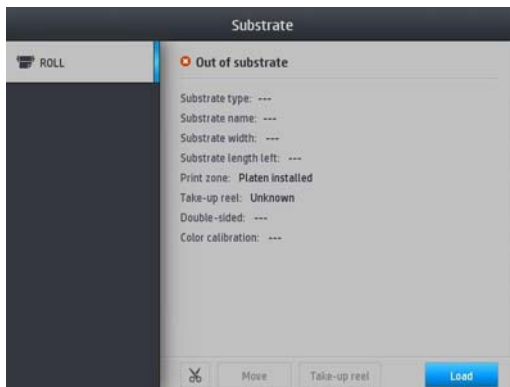 Substrate
ROLL
Out of substrate
Substrate type: ---
Substrate name: ---
Substrate width: ---
Substrate length left: ---
Print zone: Platen installed
Take-up reel: Unknown
Double-sided: ---
Color calibration: ---
Move
Take-up reel
Load